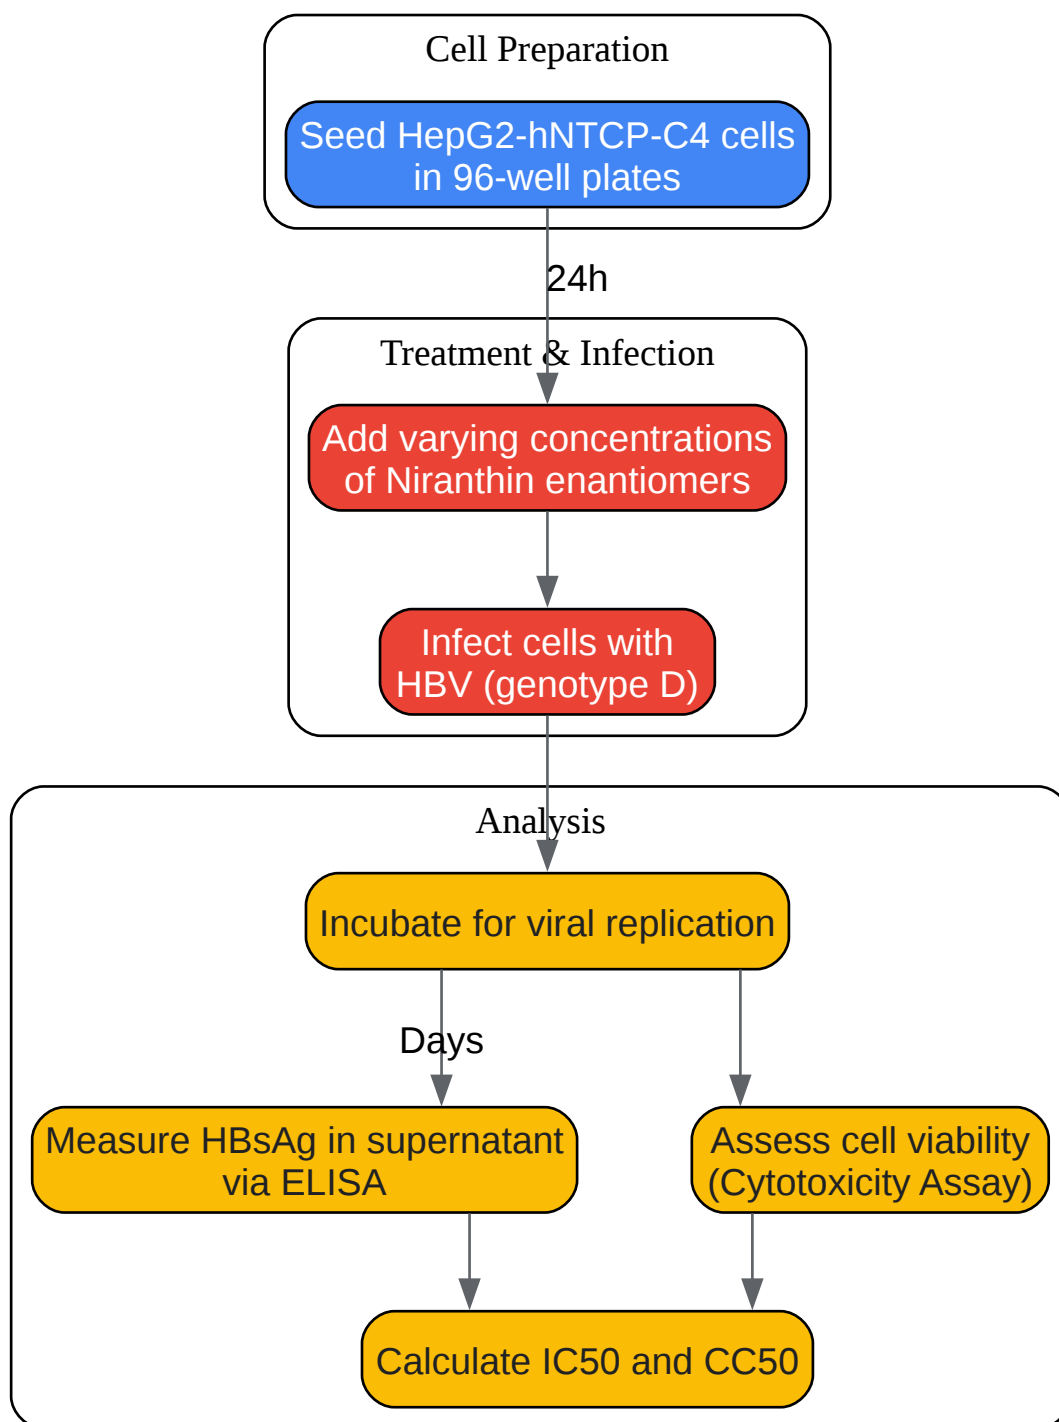 Cell Preparation
Seed HepG2-hNTCP-C4 cells
in 96-well plates
24h
Treatment & Infection
Add varying concentrations
of Niranthin enantiomers
Infect cells with
HBV (genotype D)
Analysis
Incubate for viral replication
Days
Measure HBsAg in supernatant
via ELISA
Assess cell viability
(Cytotoxicity Assay)
Calculate IC50 and CC50